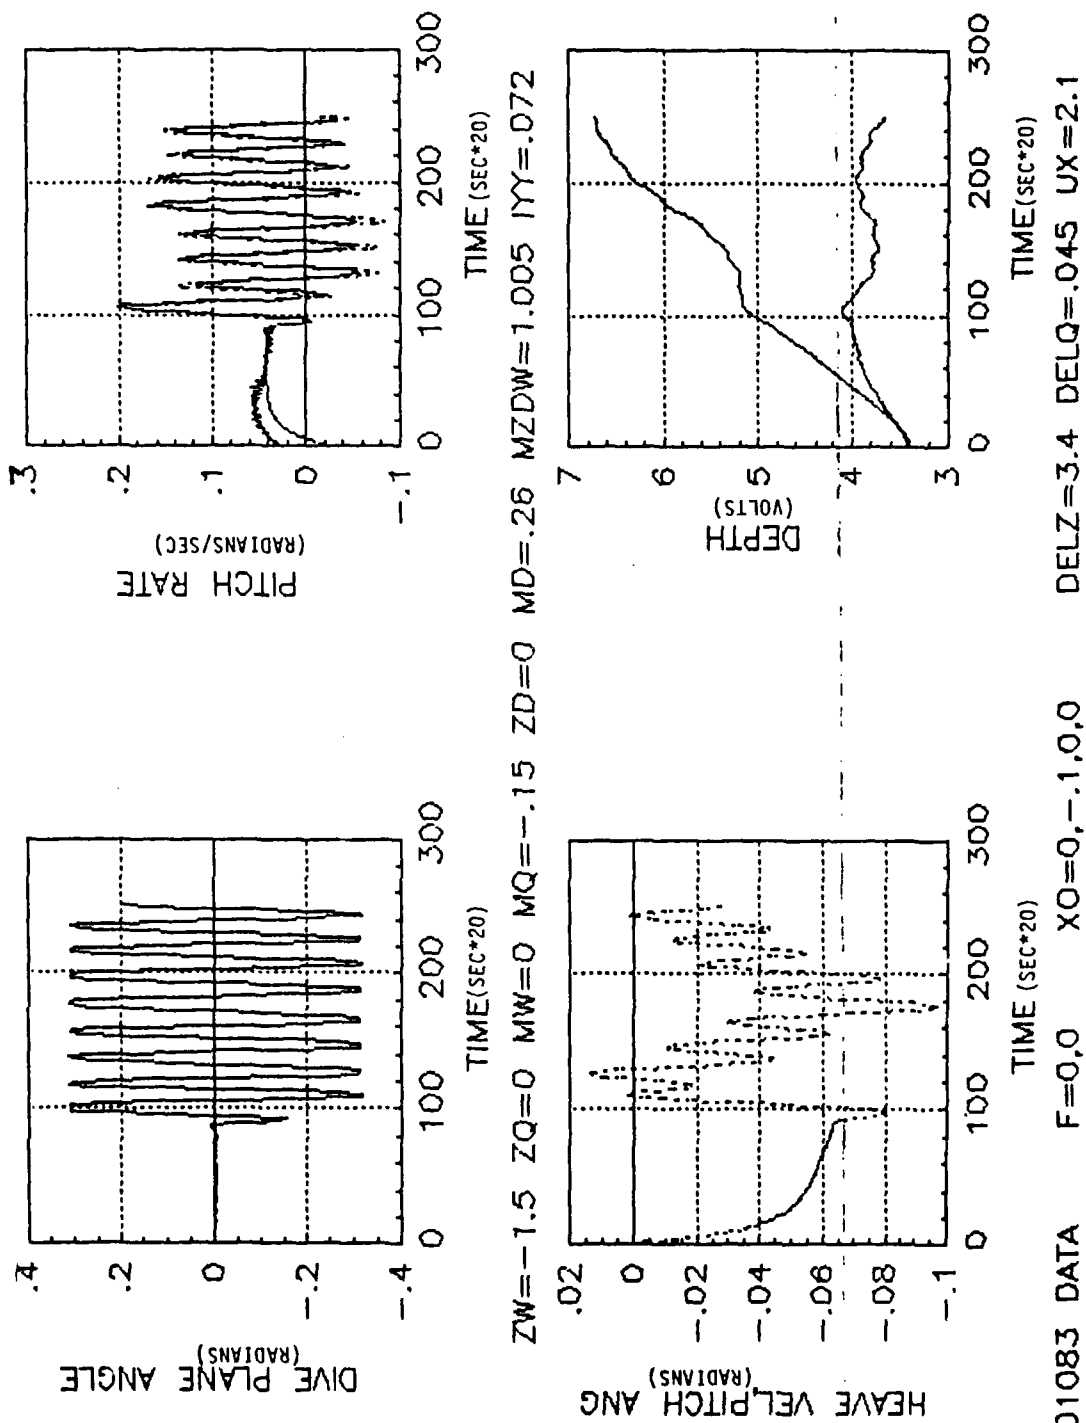 DIVE PLANE ANGLE
(RADIANS)
.4
.2
0
-.2
-.4
0 100 200 300
TIME(SEC*20)
PITCH RATE
(RADIANS/SEC)
.3
.2
.1
0
-.1
0 100 200 300
TIME(SEC*20)
ZW=-1.5 ZQ=0 MW=0 MQ=-.15 ZD=0 MD=.26 MZDW=1.005 IYY=.072
HEAVE VEL,PITCH ANG
(RADIANS)
.02
0
-.02
-.04
-.06
-.08
-.1
0 100 200 300
TIME (SEC*20)
DEPTH
(VOLTS)
7
6
5
4
3
0 100 200 300
TIME(SEC*20)
01083 DATA F=0,0 XO=0,-.1,0,0 DELZ=3.4 DELQ=.045 UX=2.1